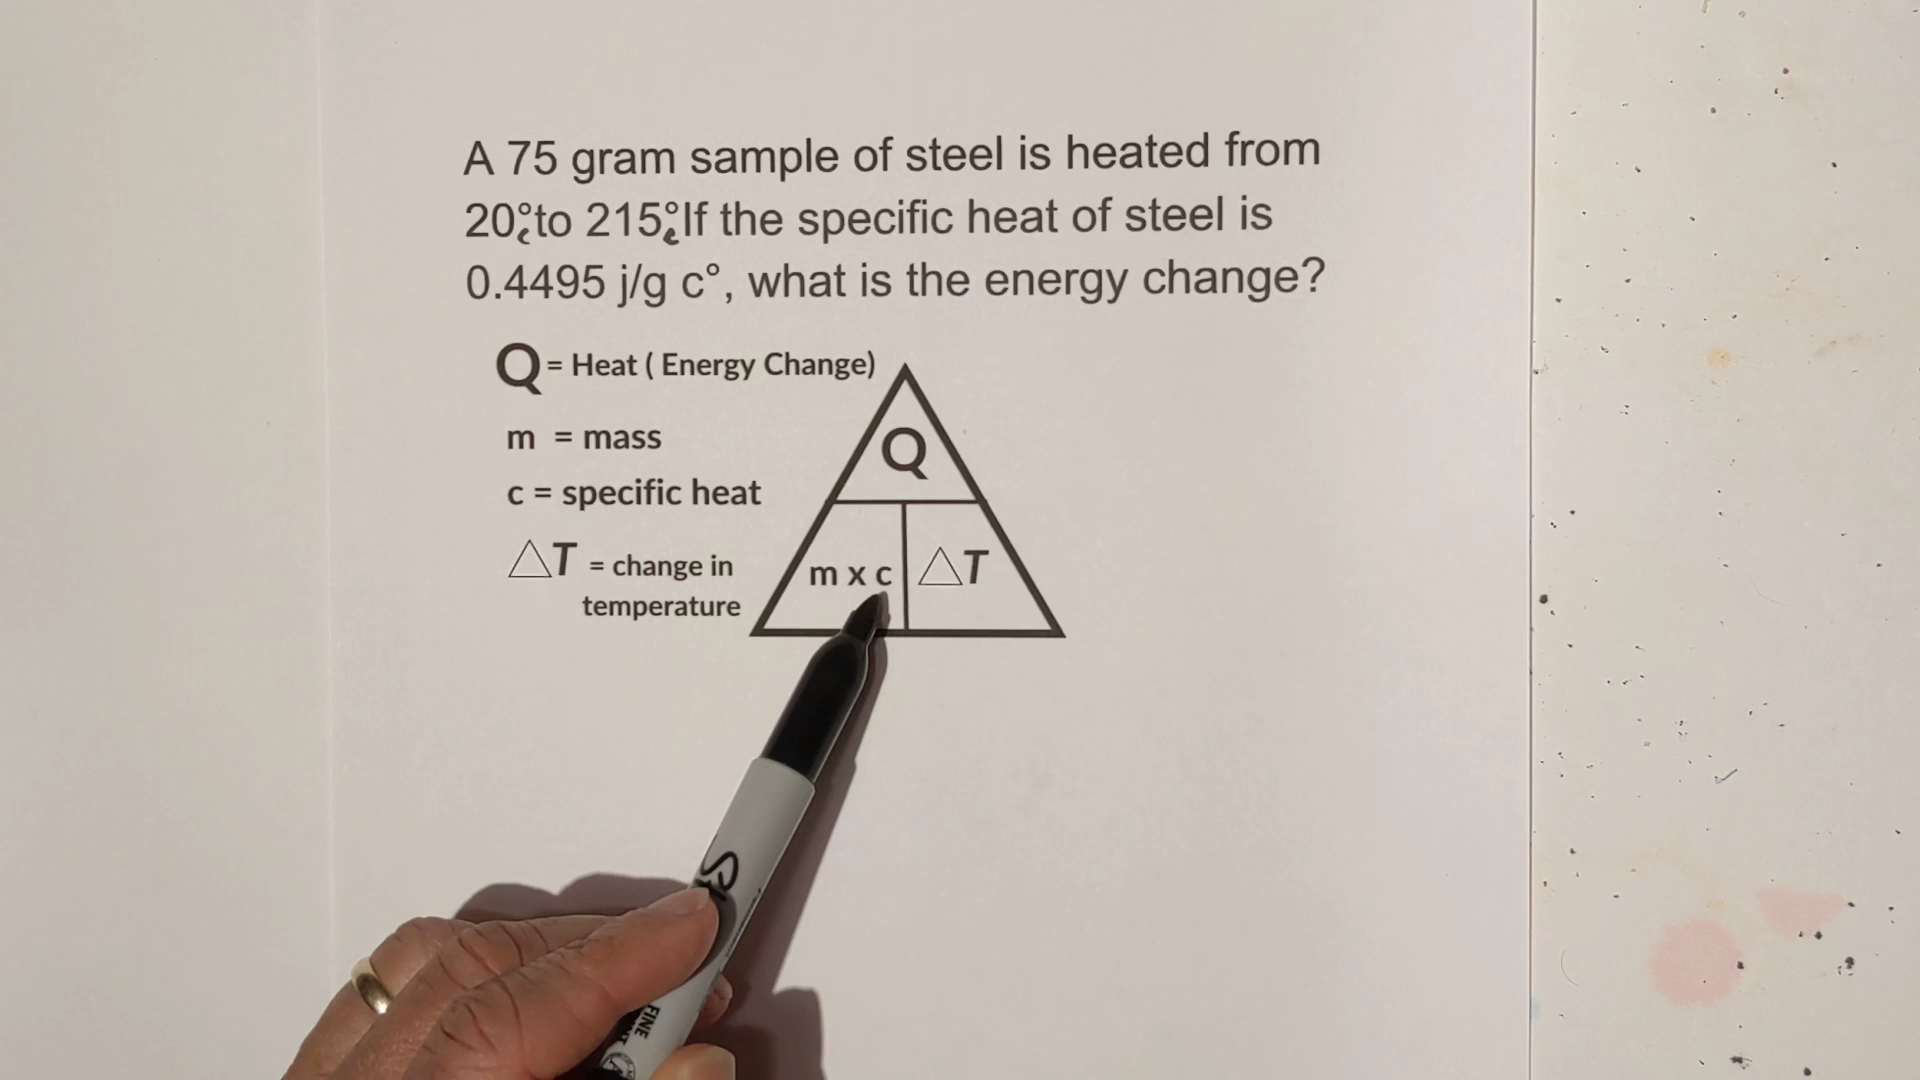 A 75 gram sample of steel is heated from
20°c to 215°c If the specific heat of steel is
0.4495 j/g c°, what is the energy change?
Q = Heat ( Energy Change)
m = mass
c = specific heat
△T = change in
temperature
Q
m x c △T
FINE